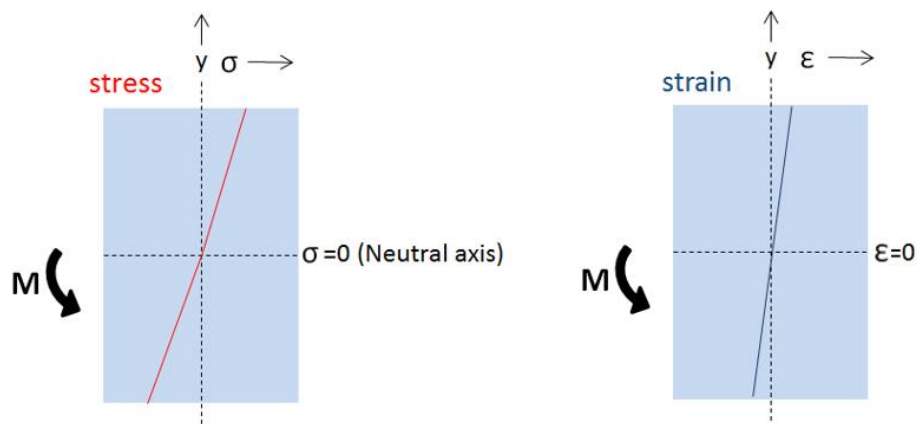 y σ
stress
σ=0 (Neutral axis)
M
y ε
strain
ε=0
M